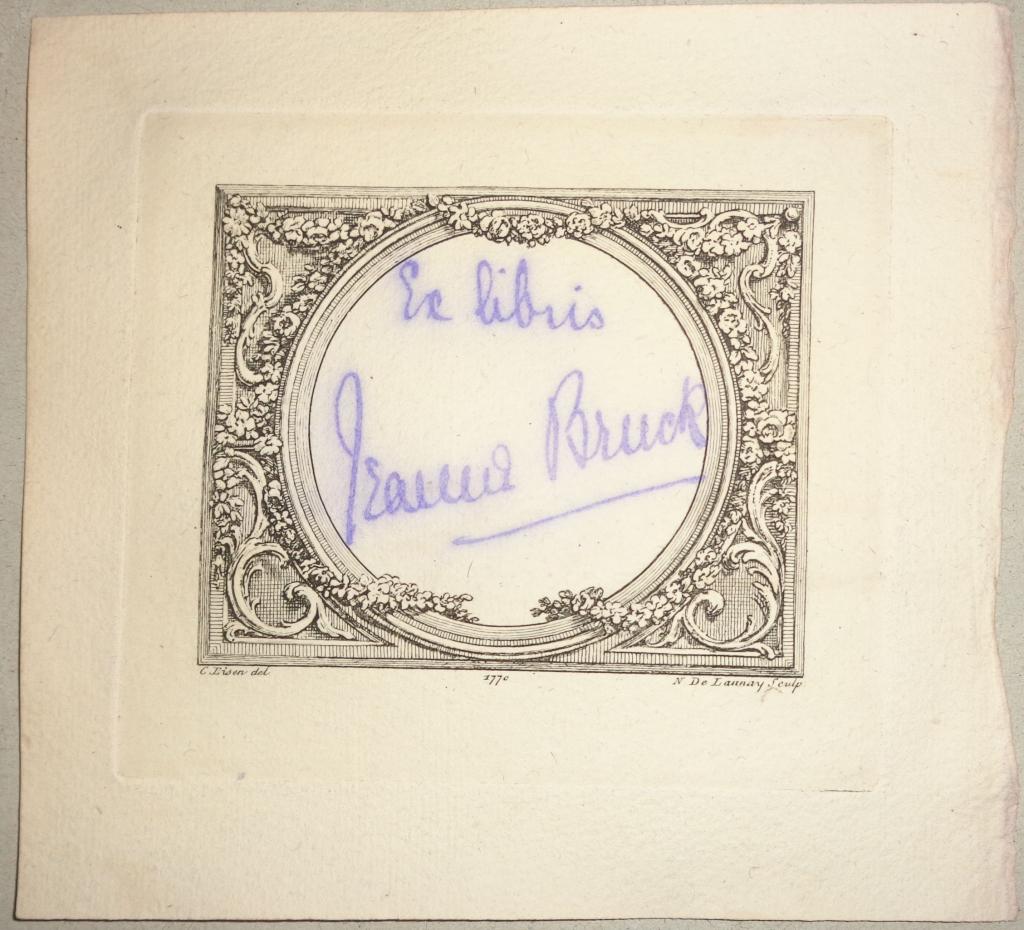 Ex libris
Jeanne Bruck
C. Eisen del.
1770
N. De Launay Sculp